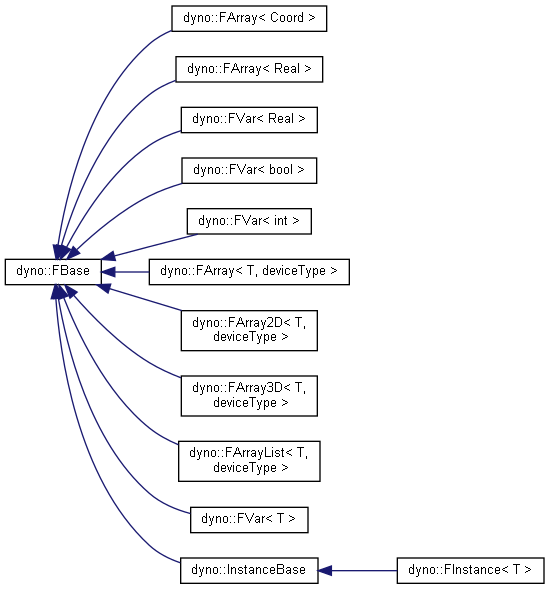 dyno::FArray< Coord >
dyno::FArray< Real >
dyno::FVar< Real >
dyno::FVar< bool >
dyno::FVar< int >
dyno::FBase
dyno::FArray< T, deviceType >
dyno::FArray2D< T,
deviceType >
dyno::FArray3D< T,
deviceType >
dyno::FArrayList< T,
deviceType >
dyno::FVar< T >
dyno::InstanceBase
dyno::FInstance< T >